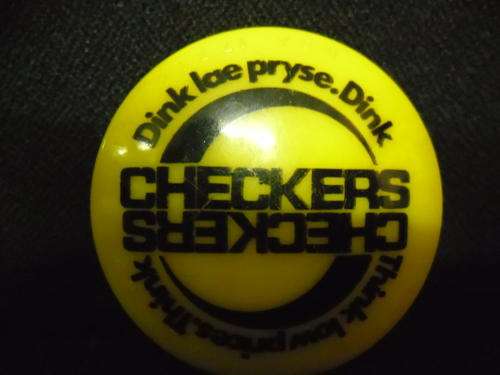 Dink lae pryse.Dink
CHECKERS
CHECKERS
Think low prices.Think